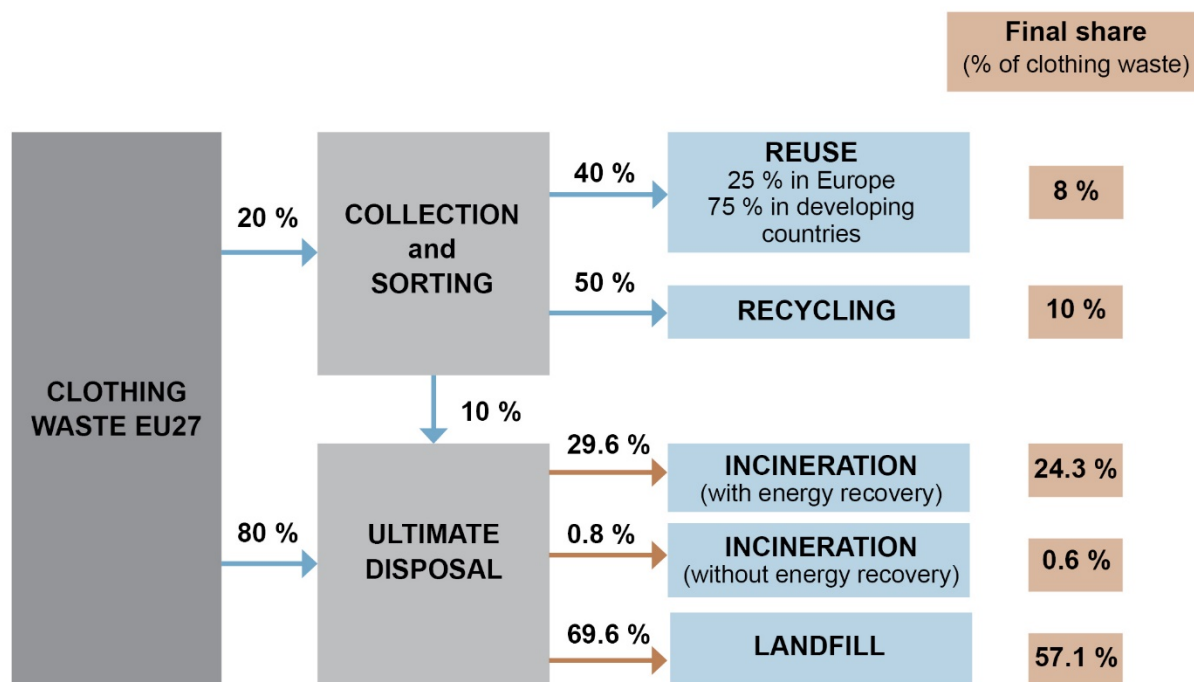 Final share
(% of clothing waste)
CLOTHING
WASTE EU27
20 %
80 %
COLLECTION
and
SORTING
40 %
REUSE
25 % in Europe
75 % in developing
countries
8 %
50 %
RECYCLING
10 %
10 %
ULTIMATE
DISPOSAL
29.6 %
INCINERATION
(with energy recovery)
24.3 %
0.8 %
INCINERATION
(without energy recovery)
0.6 %
69.6 %
LANDFILL
57.1 %